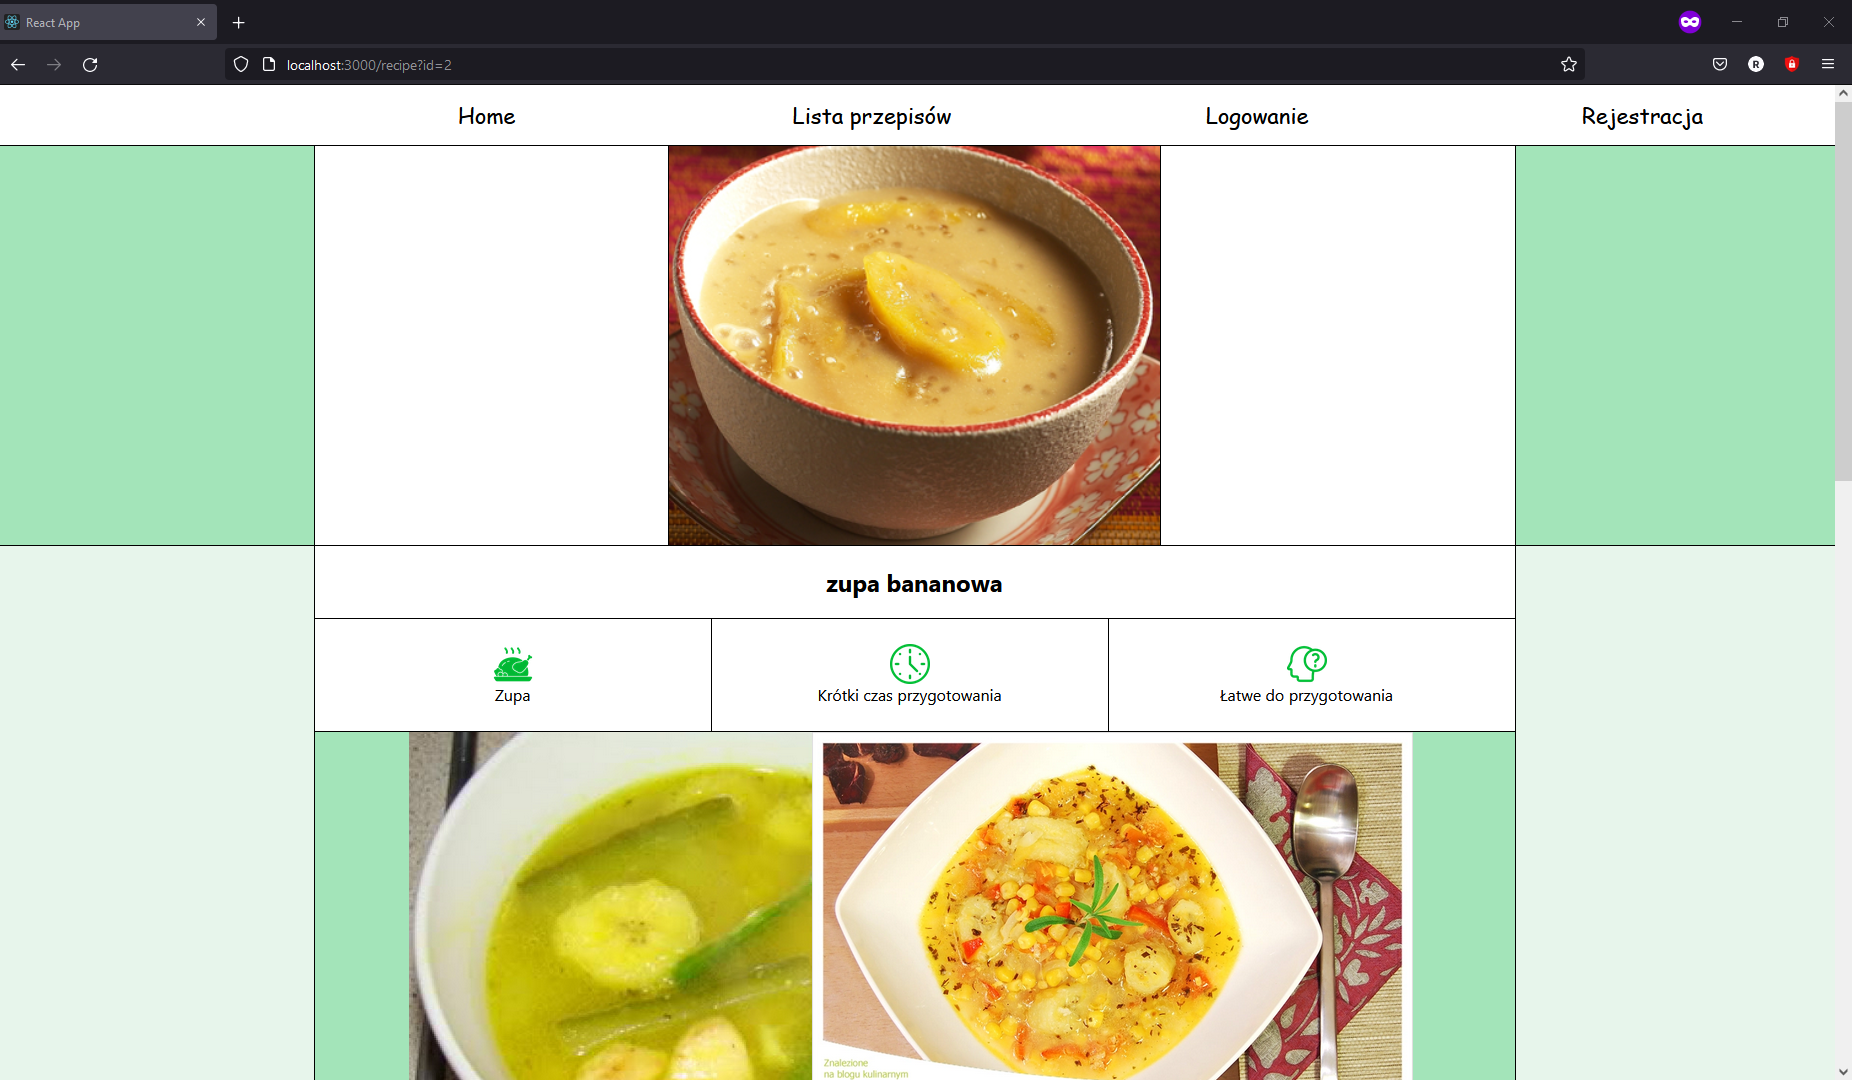 React App
localhost:3000/recipe?id=2
R
Home
Lista przepisów
Logowanie
Rejestracja
zupa bananowa
Zupa
Krótki czas przygotowania
Łatwe do przygotowania
Znalezione
na blogu kulinarnym